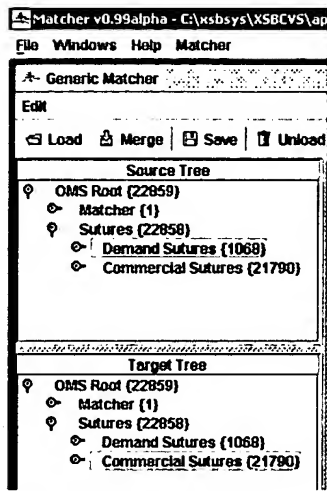 Matcher v0.99alpha - C:\xsbsys\XSBCVS\ap
File Windows Help Matcher
Generic Matcher
Edit
Load Merge Save Unload
Source Tree
OMS Root {22859}
Matcher {1}
Sutures {22858}
Demand Sutures {1068}
Commercial Sutures {21790}
Target Tree
OMS Root {22859}
Matcher {1}
Sutures {22858}
Demand Sutures {1068}
Commercial Sutures {21790}